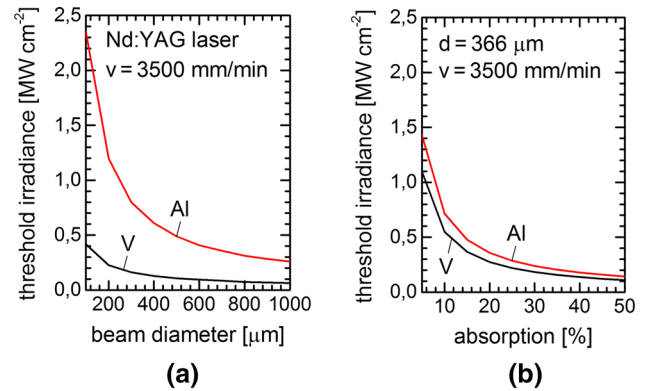 threshold irradiance [MW cm-2]
2,5
2,0
1,5
1,0
0,5
0,0
Nd:YAG laser
v = 3500 mm/min
Al
V
200 400 600 800 1000
beam diameter [µm]
(a)
threshold irradiance [MW cm-2]
2,5
2,0
1,5
1,0
0,5
0,0
d = 366 µm
v = 3500 mm/min
Al
V
10 20 30 40 50
absorption [%]
(b)